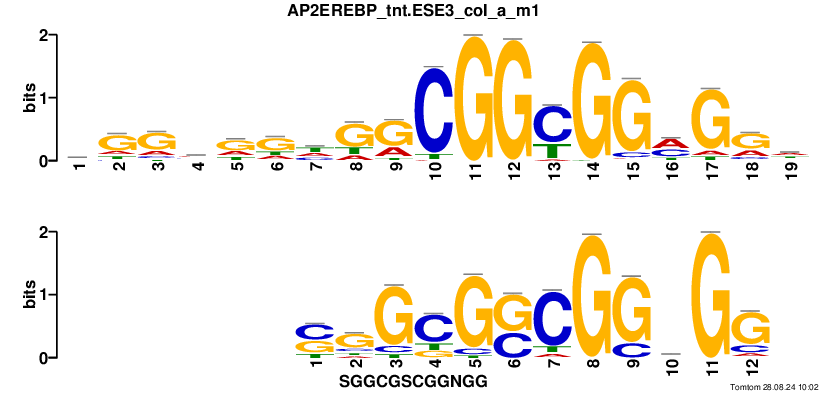 AP2EREBP_tnt.ESE3_col_a_m1
2
1
0
bits
1 2 3 4 5 6 7 8 9 10 11 12 13 14 15 16 17 18 19
2
1
0
bits
1 2 3 4 5 6 7 8 9 10 11 12
SGGCGSCGGNGG
Tomtom 28.08.24 10:02